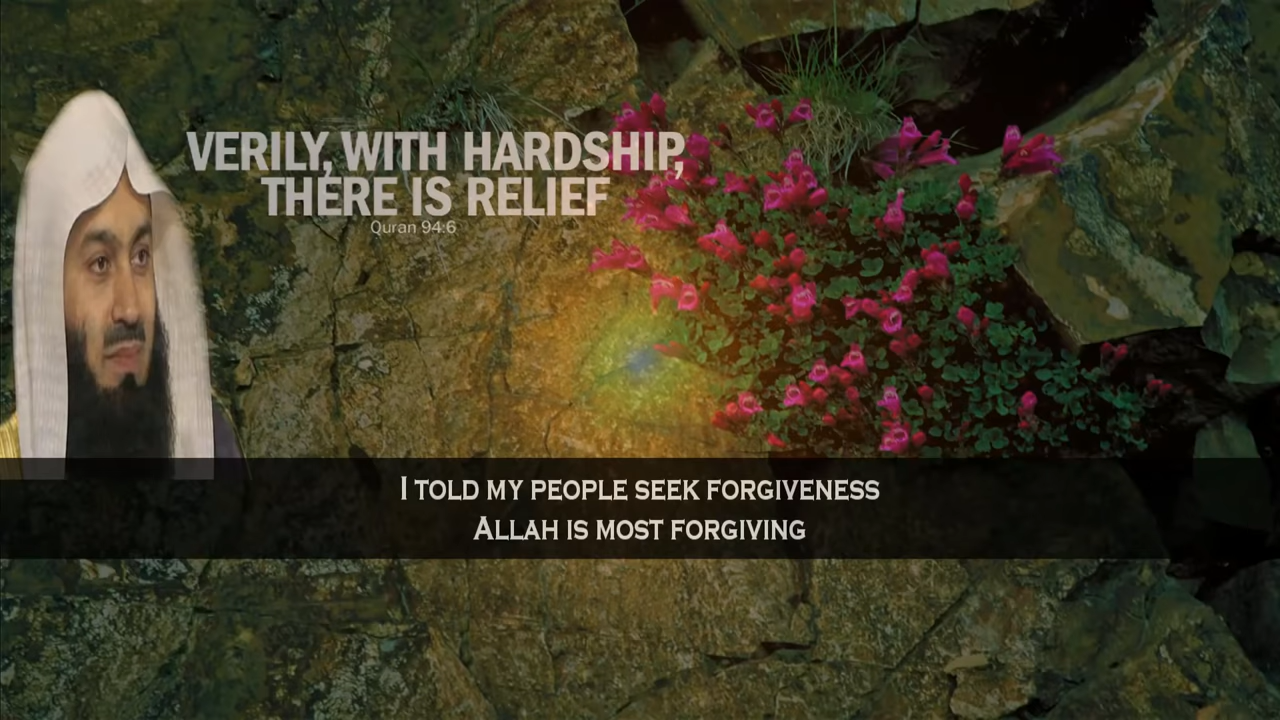 VERILY, WITH HARDSHIP,
THERE IS RELIEF
Quran 94:6
I TOLD MY PEOPLE SEEK FORGIVENESS
ALLAH IS MOST FORGIVING